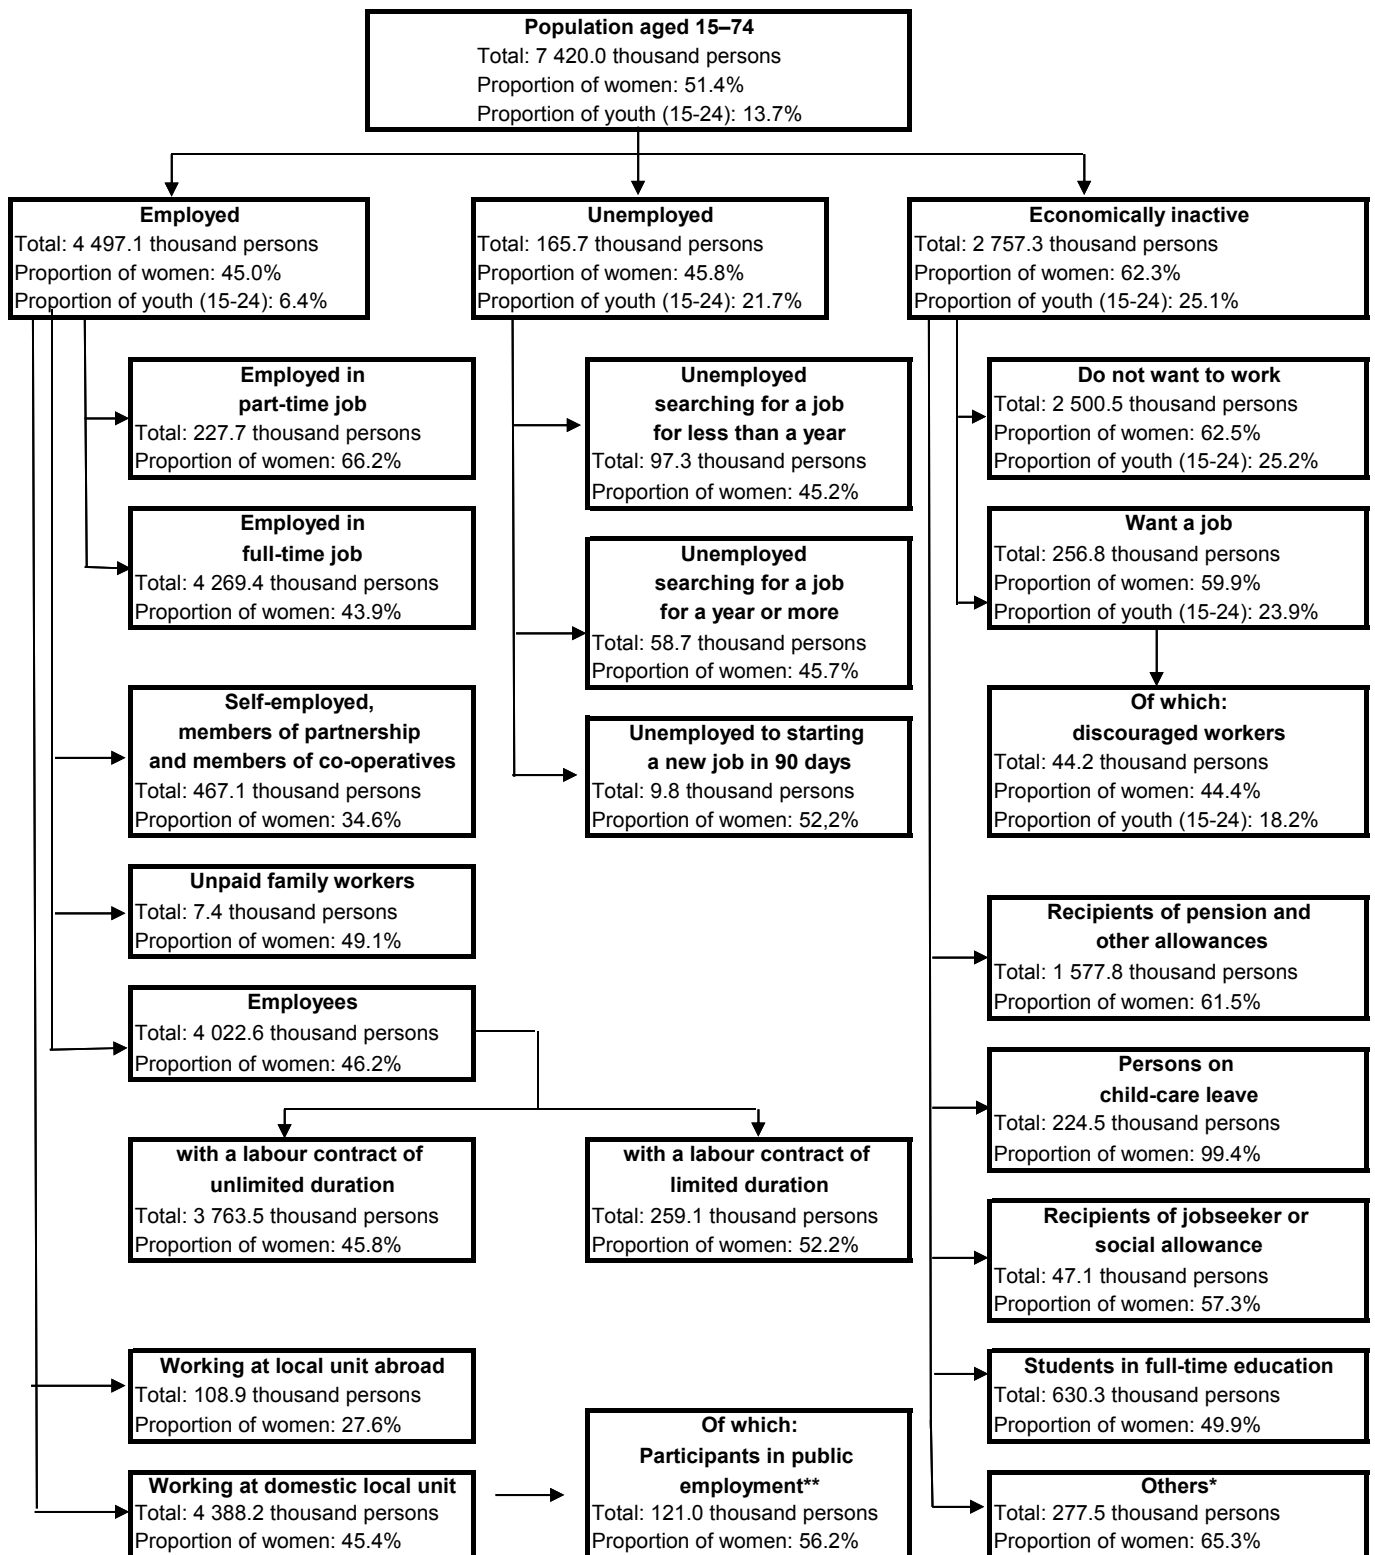 Population aged 15–74
Total: 7 420.0 thousand persons
Proportion of women: 51.4%
Proportion of youth (15-24): 13.7%
Employed
Total: 4 497.1 thousand persons
Proportion of women: 45.0%
Proportion of youth (15-24): 6.4%
Unemployed
Total: 165.7 thousand persons
Proportion of women: 45.8%
Proportion of youth (15-24): 21.7%
Economically inactive
Total: 2 757.3 thousand persons
Proportion of women: 62.3%
Proportion of youth (15-24): 25.1%
Employed in
part-time job
Total: 227.7 thousand persons
Proportion of women: 66.2%
Employed in
full-time job
Total: 4 269.4 thousand persons
Proportion of women: 43.9%
Self-employed,
members of partnership
and members of co-operatives
Total: 467.1 thousand persons
Proportion of women: 34.6%
Unpaid family workers
Total: 7.4 thousand persons
Proportion of women: 49.1%
Employees
Total: 4 022.6 thousand persons
Proportion of women: 46.2%
with a labour contract of
unlimited duration
Total: 3 763.5 thousand persons
Proportion of women: 45.8%
with a labour contract of
limited duration
Total: 259.1 thousand persons
Proportion of women: 52.2%
Working at local unit abroad
Total: 108.9 thousand persons
Proportion of women: 27.6%
Working at domestic local unit
Total: 4 388.2 thousand persons
Proportion of women: 45.4%
Of which:
Participants in public
employment**
Total: 121.0 thousand persons
Proportion of women: 56.2%
Unemployed
searching for a job
for less than a year
Total: 97.3 thousand persons
Proportion of women: 45.2%
Unemployed
searching for a job
for a year or more
Total: 58.7 thousand persons
Proportion of women: 45.7%
Unemployed to starting
a new job in 90 days
Total: 9.8 thousand persons
Proportion of women: 52,2%
Do not want to work
Total: 2 500.5 thousand persons
Proportion of women: 62.5%
Proportion of youth (15-24): 25.2%
Want a job
Total: 256.8 thousand persons
Proportion of women: 59.9%
Proportion of youth (15-24): 23.9%
Of which:
discouraged workers
Total: 44.2 thousand persons
Proportion of women: 44.4%
Proportion of youth (15-24): 18.2%
Recipients of pension and
other allowances
Total: 1 577.8 thousand persons
Proportion of women: 61.5%
Persons on
child-care leave
Total: 224.5 thousand persons
Proportion of women: 99.4%
Recipients of jobseeker or
social allowance
Total: 47.1 thousand persons
Proportion of women: 57.3%
Students in full-time education
Total: 630.3 thousand persons
Proportion of women: 49.9%
Others*
Total: 277.5 thousand persons
Proportion of women: 65.3%